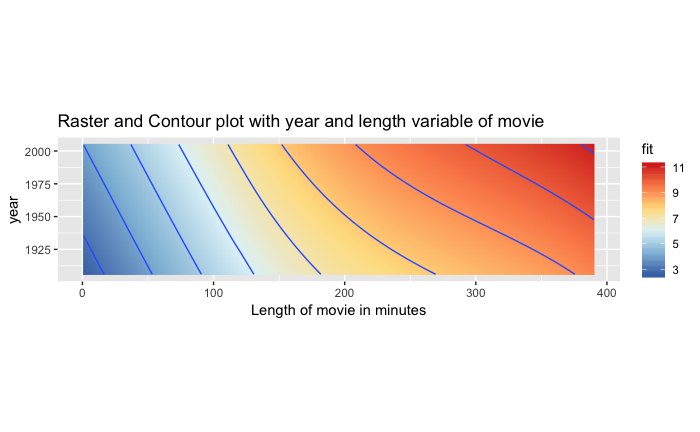 Raster and Contour plot with year and length variable of movie
year
2000
1975
1950
1925
0 100 200 300 400
Length of movie in minutes
fit
11
9
7
5
3